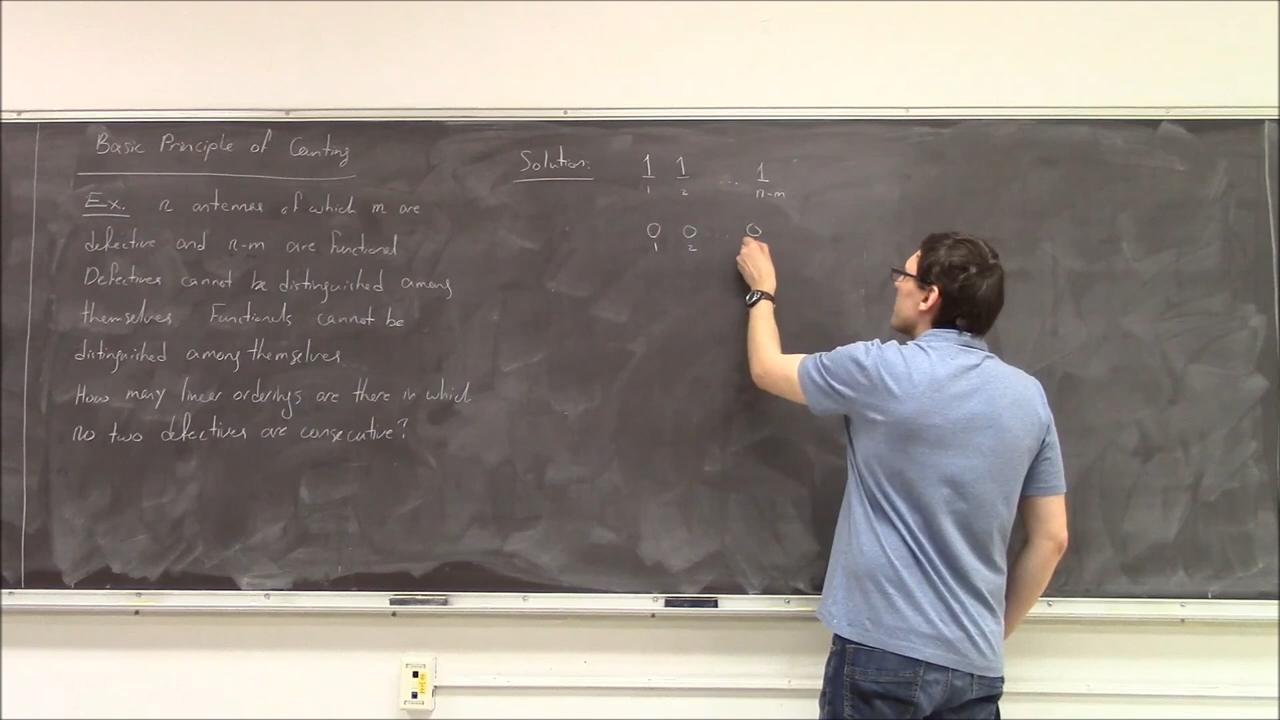 Basic Principle of Counting
Ex. n antennas of which m are
defective and n-m are functional
Defectives cannot be distinguished among
themselves. Functionals cannot be
distinguished among themselves
How many linear orderings are there in which
no two defectives are consecutive?
Solution: 1 1 ... 1
1 2 n-m
0 0 ... 0
1 2